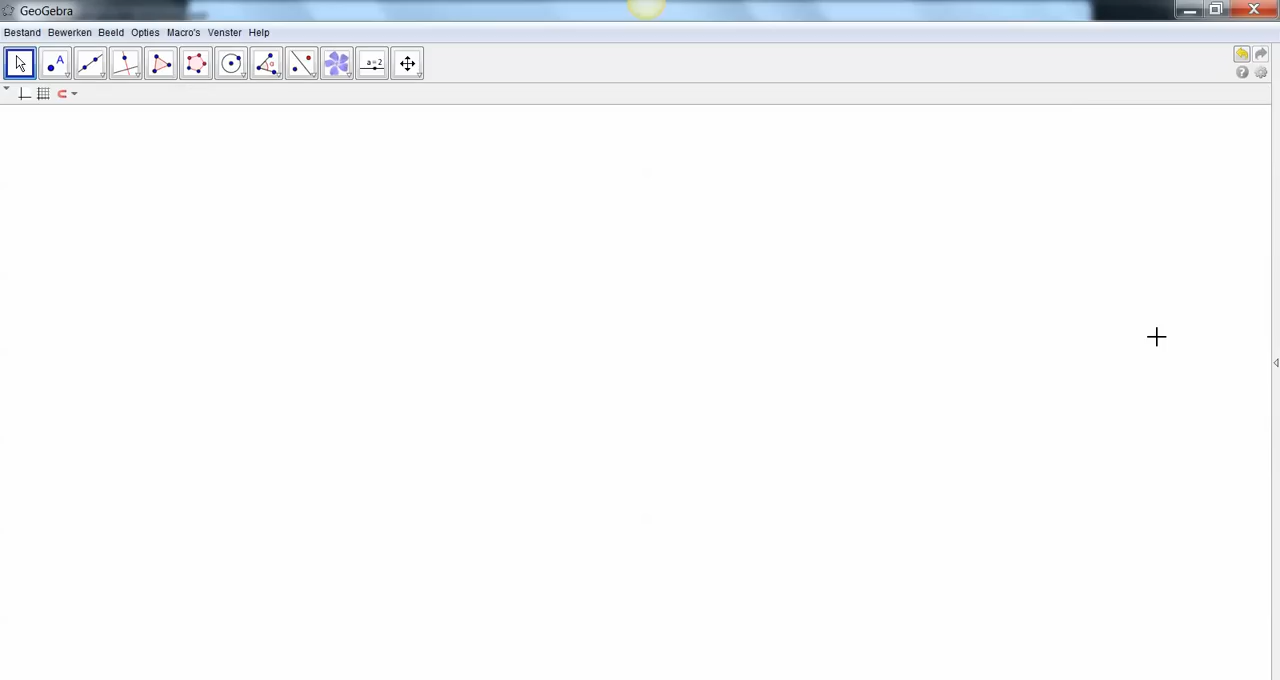 GeoGebra
Bestand Bewerken Beeld Opties Macro's Venster Help
A
α
a=2
?